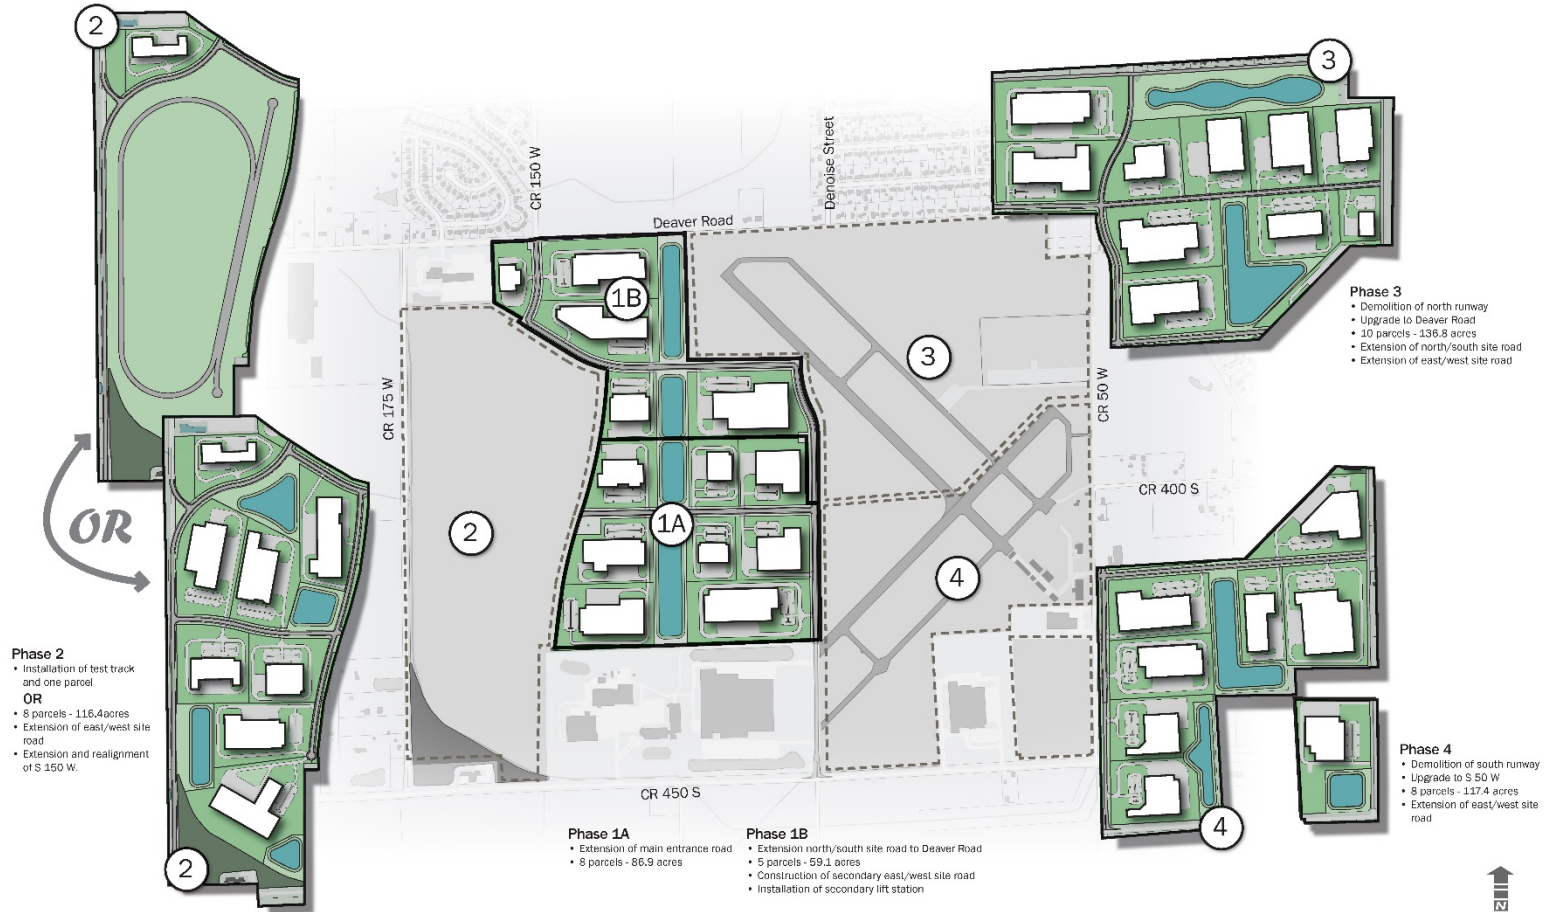 2
3
CR 150 W
Denoise Street
Deaver Road
1B
3
Phase 3
• Demolition of north runway
• Upgrade to Deaver Road
• 10 parcels - 136.8 acres
• Extension of north/south site road
• Extension of east/west site road
CR 175 W
CR 50 W
OR
2
1A
CR 400 S
4
Phase 2
• Installation of test track
and one parcel
OR
• 8 parcels - 116.4acres
• Extension of east/west site
road
• Extension and realignment
of S 150 W.
Phase 4
• Demolition of south runway
• Upgrade to S 50 W
• 8 parcels - 117.4 acres
• Extension of east/west site
road
CR 450 S
4
2
Phase 1A
• Extension of main entrance road
• 8 parcels - 86.9 acres
Phase 1B
• Extension north/south site road to Deaver Road
• 5 parcels - 59.1 acres
• Construction of secondary east/west site road
• Installation of secondary lift station
N